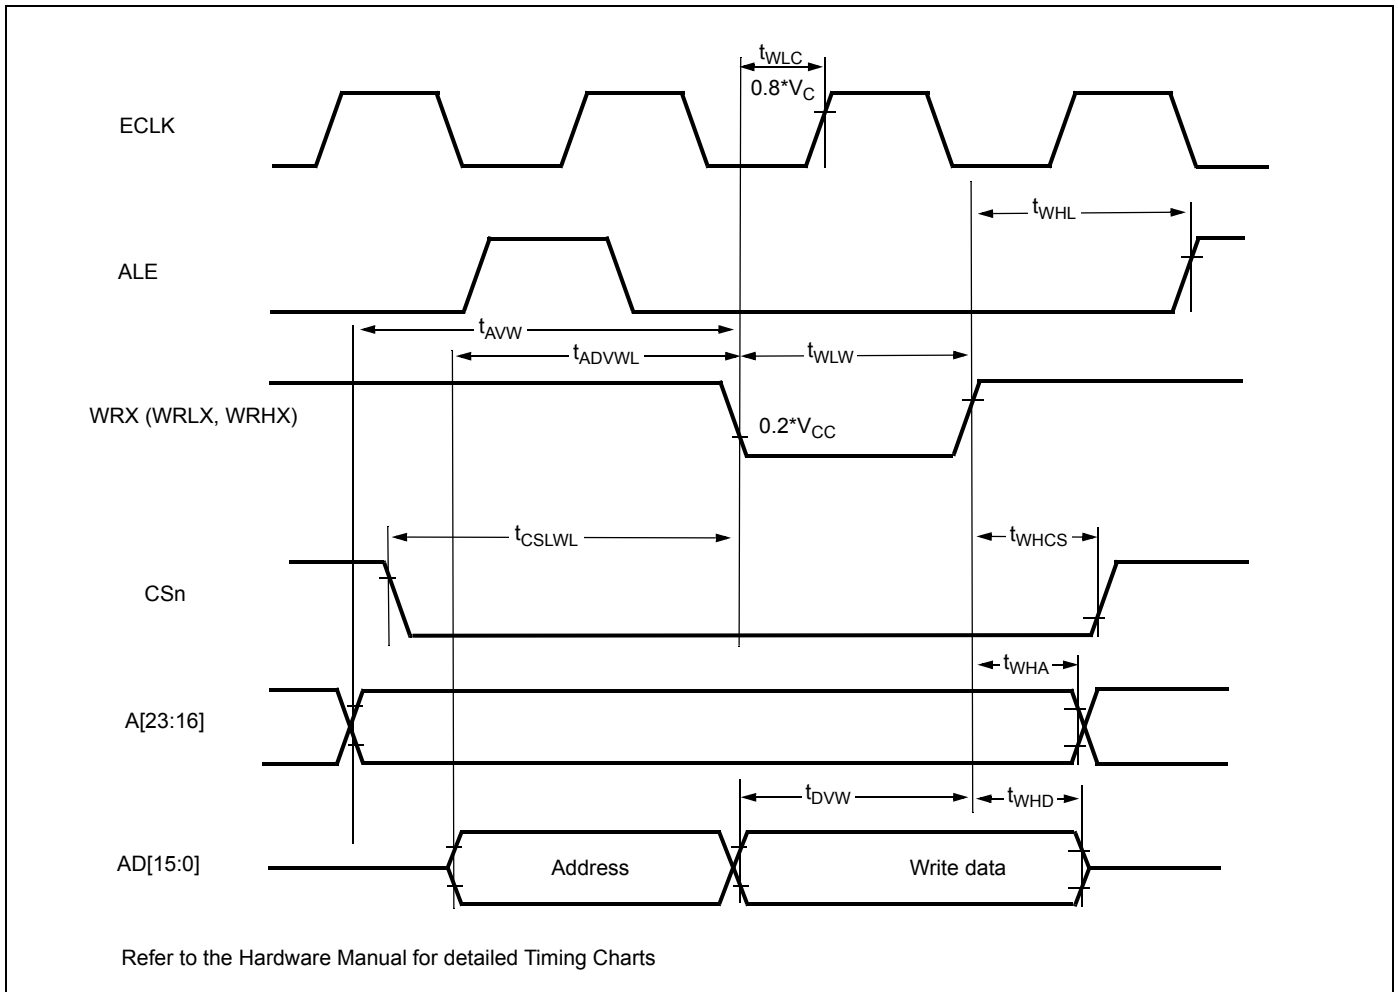 tWLC
0.8*VC
ECLK
tWHL
ALE
tAVW
tADVWL
tWLW
WRX (WRLX, WRHX)
0.2*VCC
tCSLWL
tWHCS
CSn
tWHA
A[23:16]
tDVW
tWHD
AD[15:0]
Address
Write data
Refer to the Hardware Manual for detailed Timing Charts